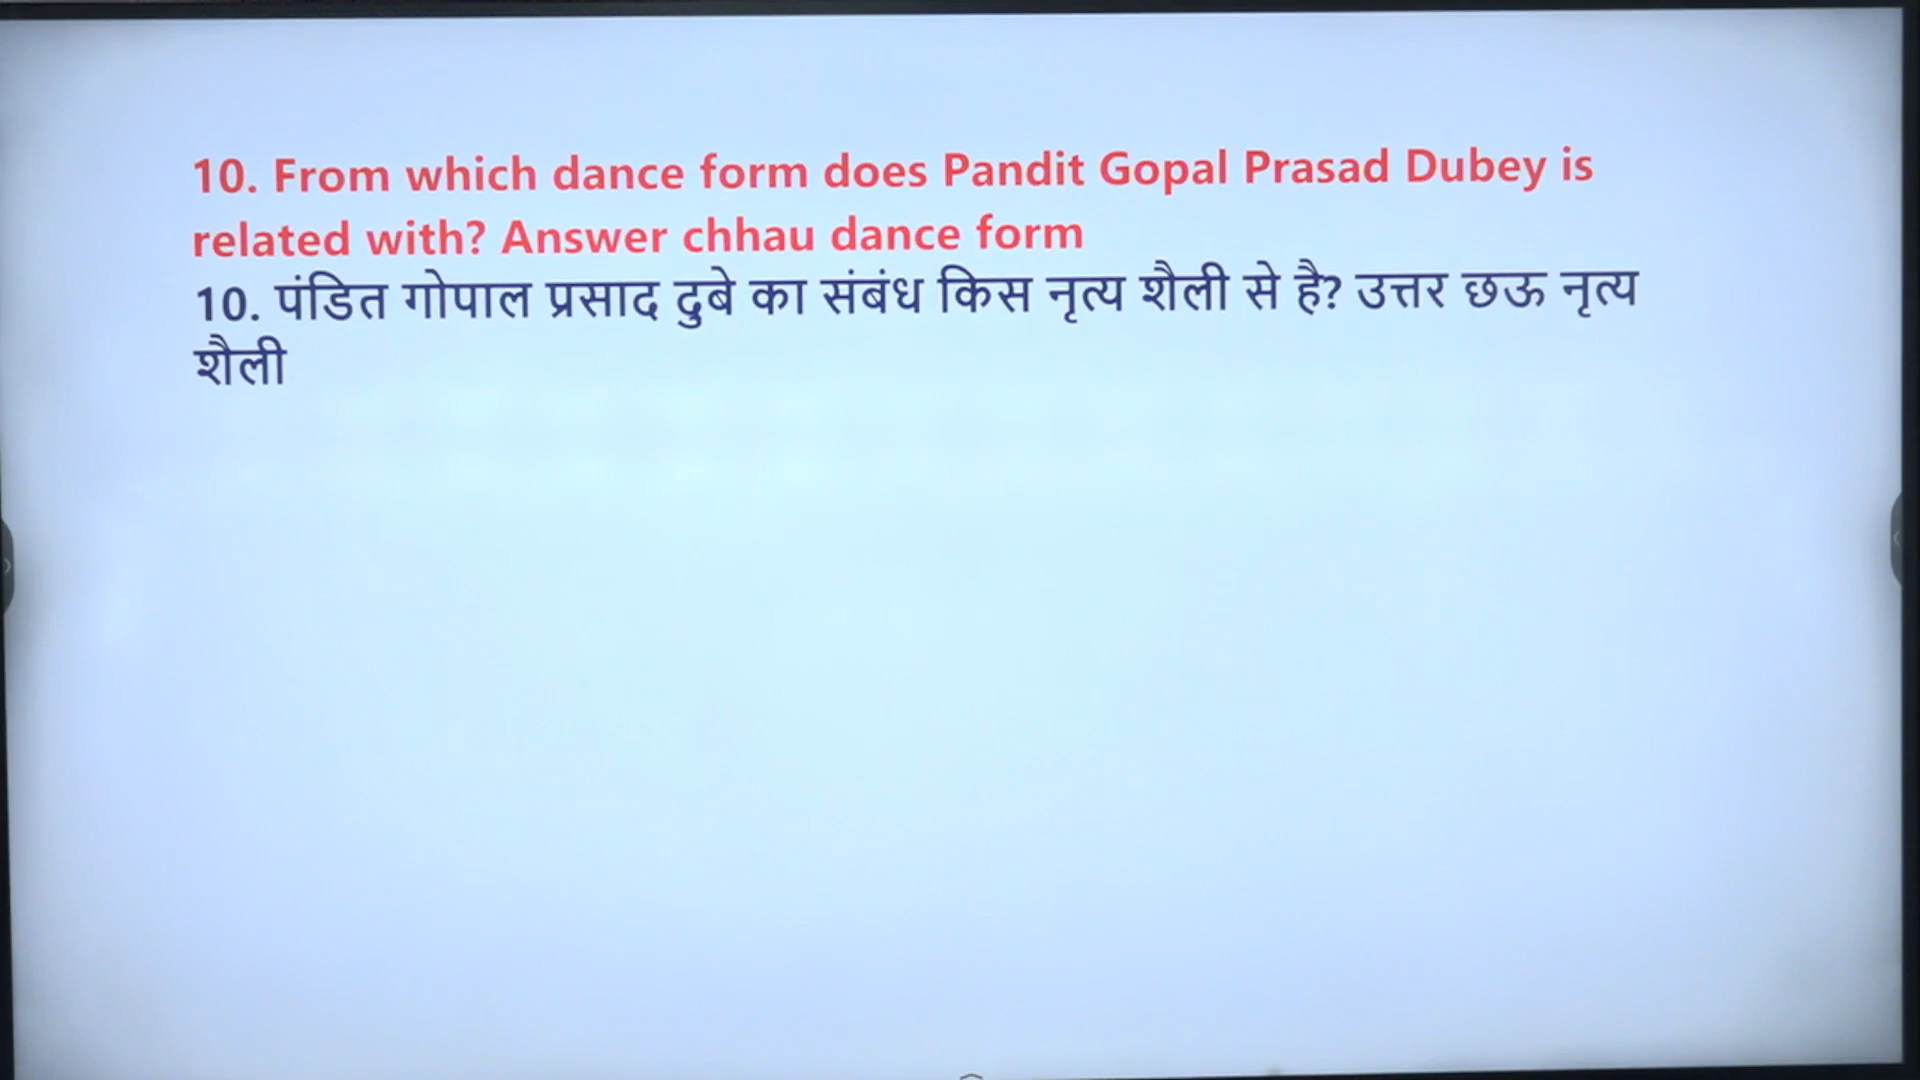 10. From which dance form does Pandit Gopal Prasad Dubey is
related with? Answer chhau dance form
10. पंडित गोपाल प्रसाद दुबे का संबंध किस नृत्य शैली से है? उत्तर छऊ नृत्य
शैली